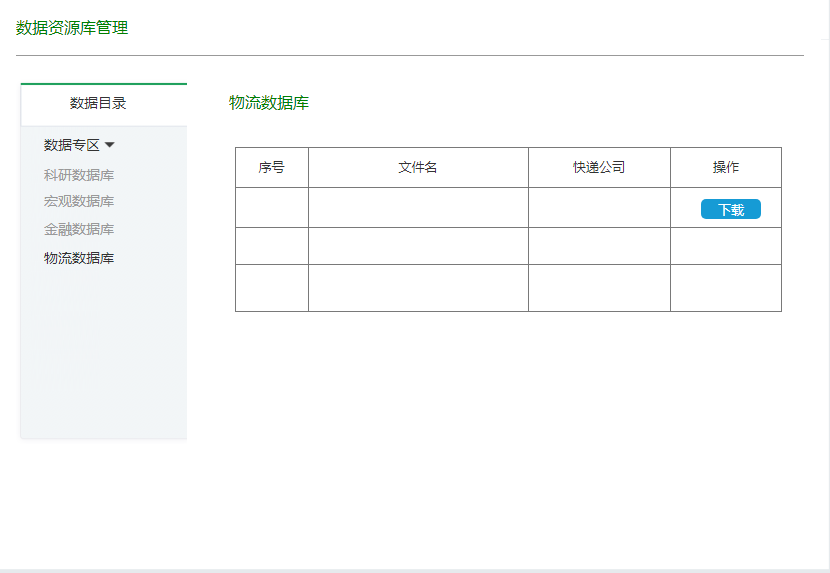 数据资源库管理
数据目录
数据专区
科研数据库
宏观数据库
金融数据库
物流数据库
物流数据库
序号 文件名 快递公司 操作
下载